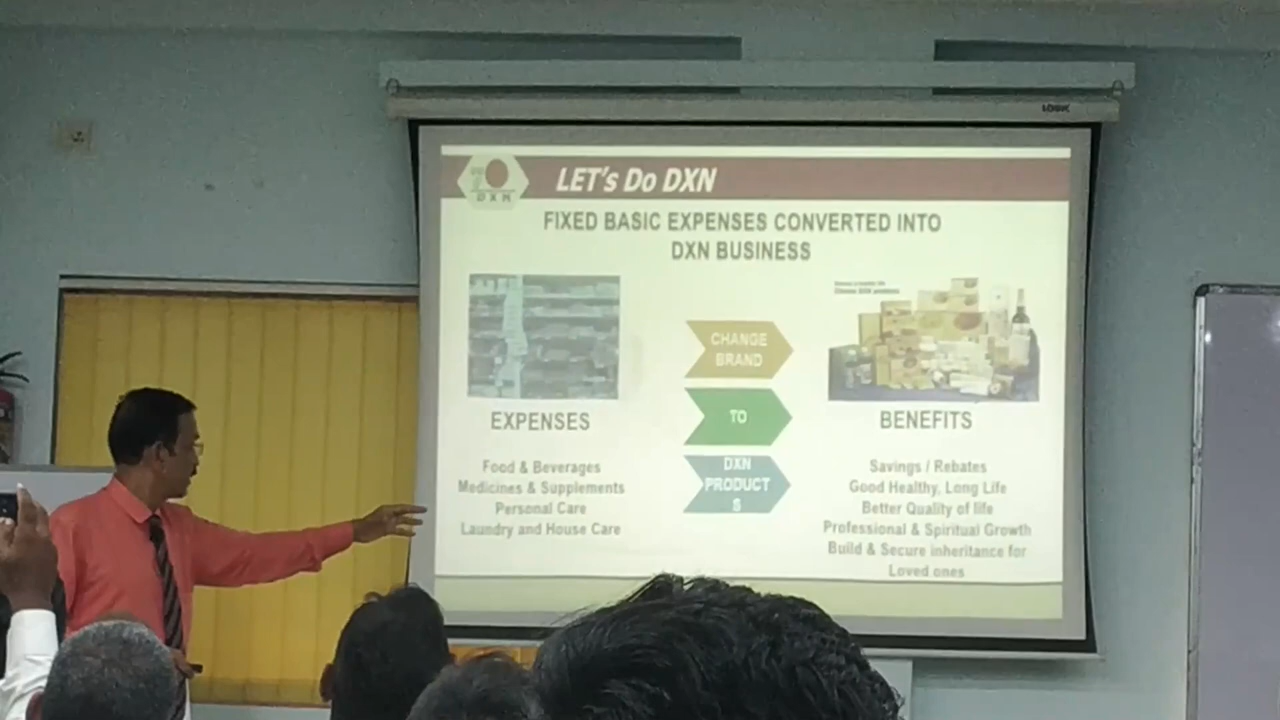 LOGIC
DXN
LET's Do DXN
FIXED BASIC EXPENSES CONVERTED INTO
DXN BUSINESS
CHANGE
BRAND
TO
DXN
PRODUCT
S
EXPENSES
Food & Beverages
Medicines & Supplements
Personal Care
Laundry and House Care
BENEFITS
Savings / Rebates
Good Healthy, Long Life
Better Quality of life
Professional & Spiritual Growth
Build & Secure inheritance for
Loved ones